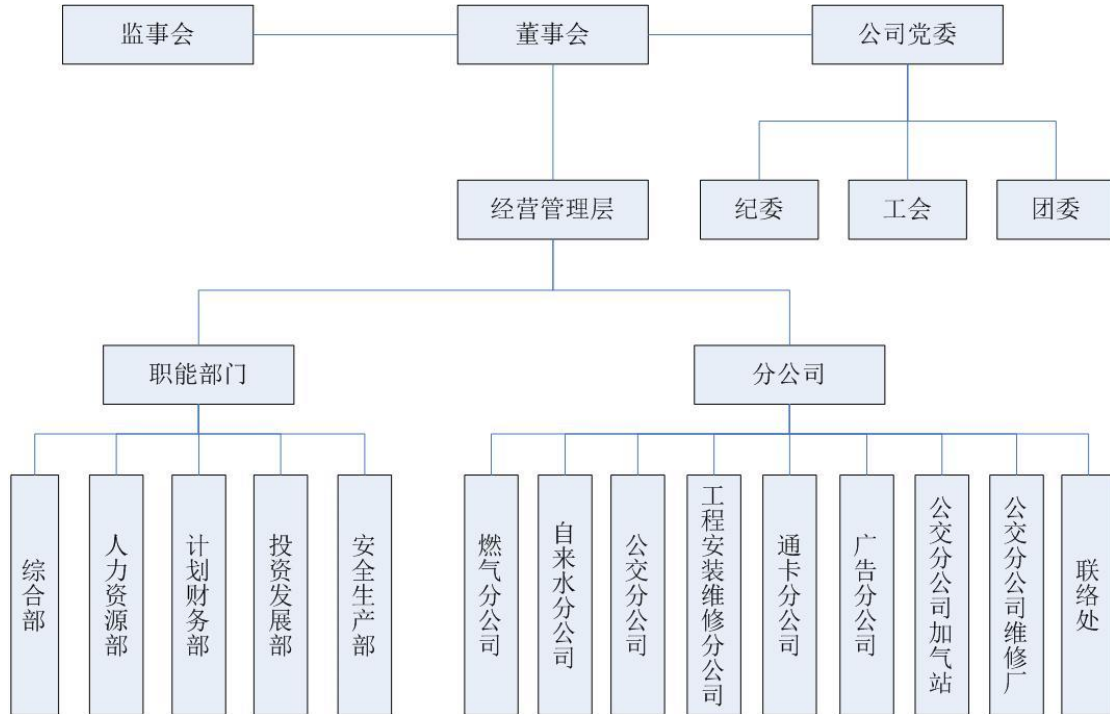 监事会
董事会
公司党委
经营管理层
纪委
工会
团委
职能部门
分公司
综合部
人力资源部
计划财务部
投资发展部
安全生产部
燃气分公司
自来水分公司
公交分公司
工程安装维修分公司
通卡分公司
广告分公司
公交分公司加气站
公交分公司维修厂
联络处